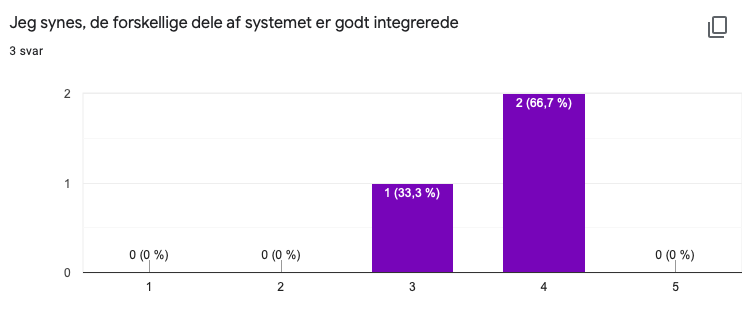 Jeg synes, de forskellige dele af systemet er godt integrerede
3 svar
2
1
0
0 (0 %)
0 (0 %)
1 (33,3 %)
2 (66,7 %)
0 (0 %)
1
2
3
4
5